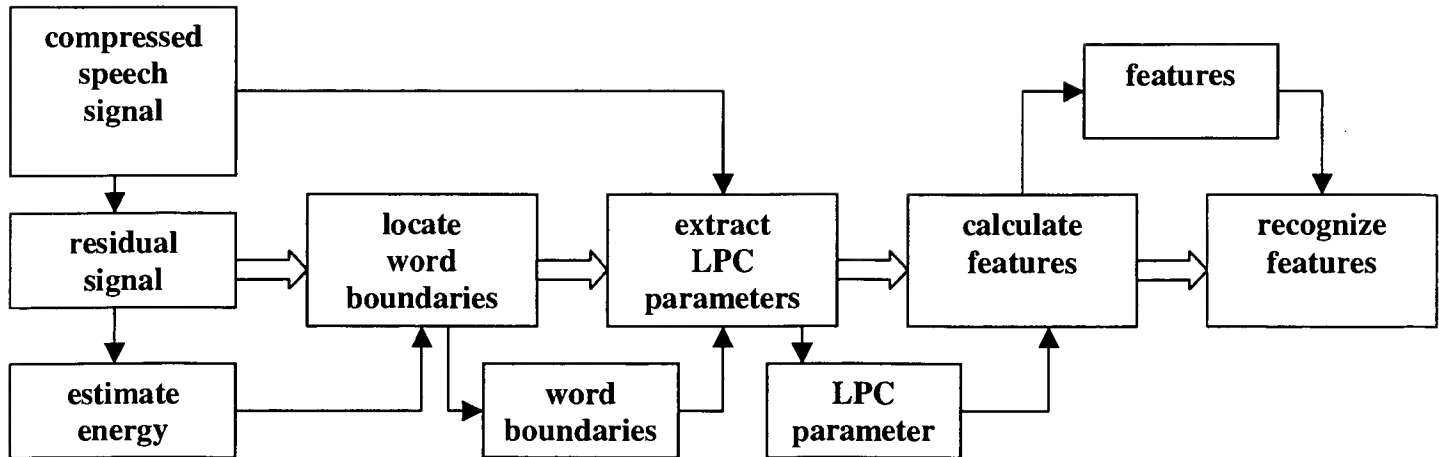 compressed
speech
signal
features
residual
signal
locate
word
boundaries
extract
LPC
parameters
calculate
features
recognize
features
estimate
energy
word
boundaries
LPC
parameter